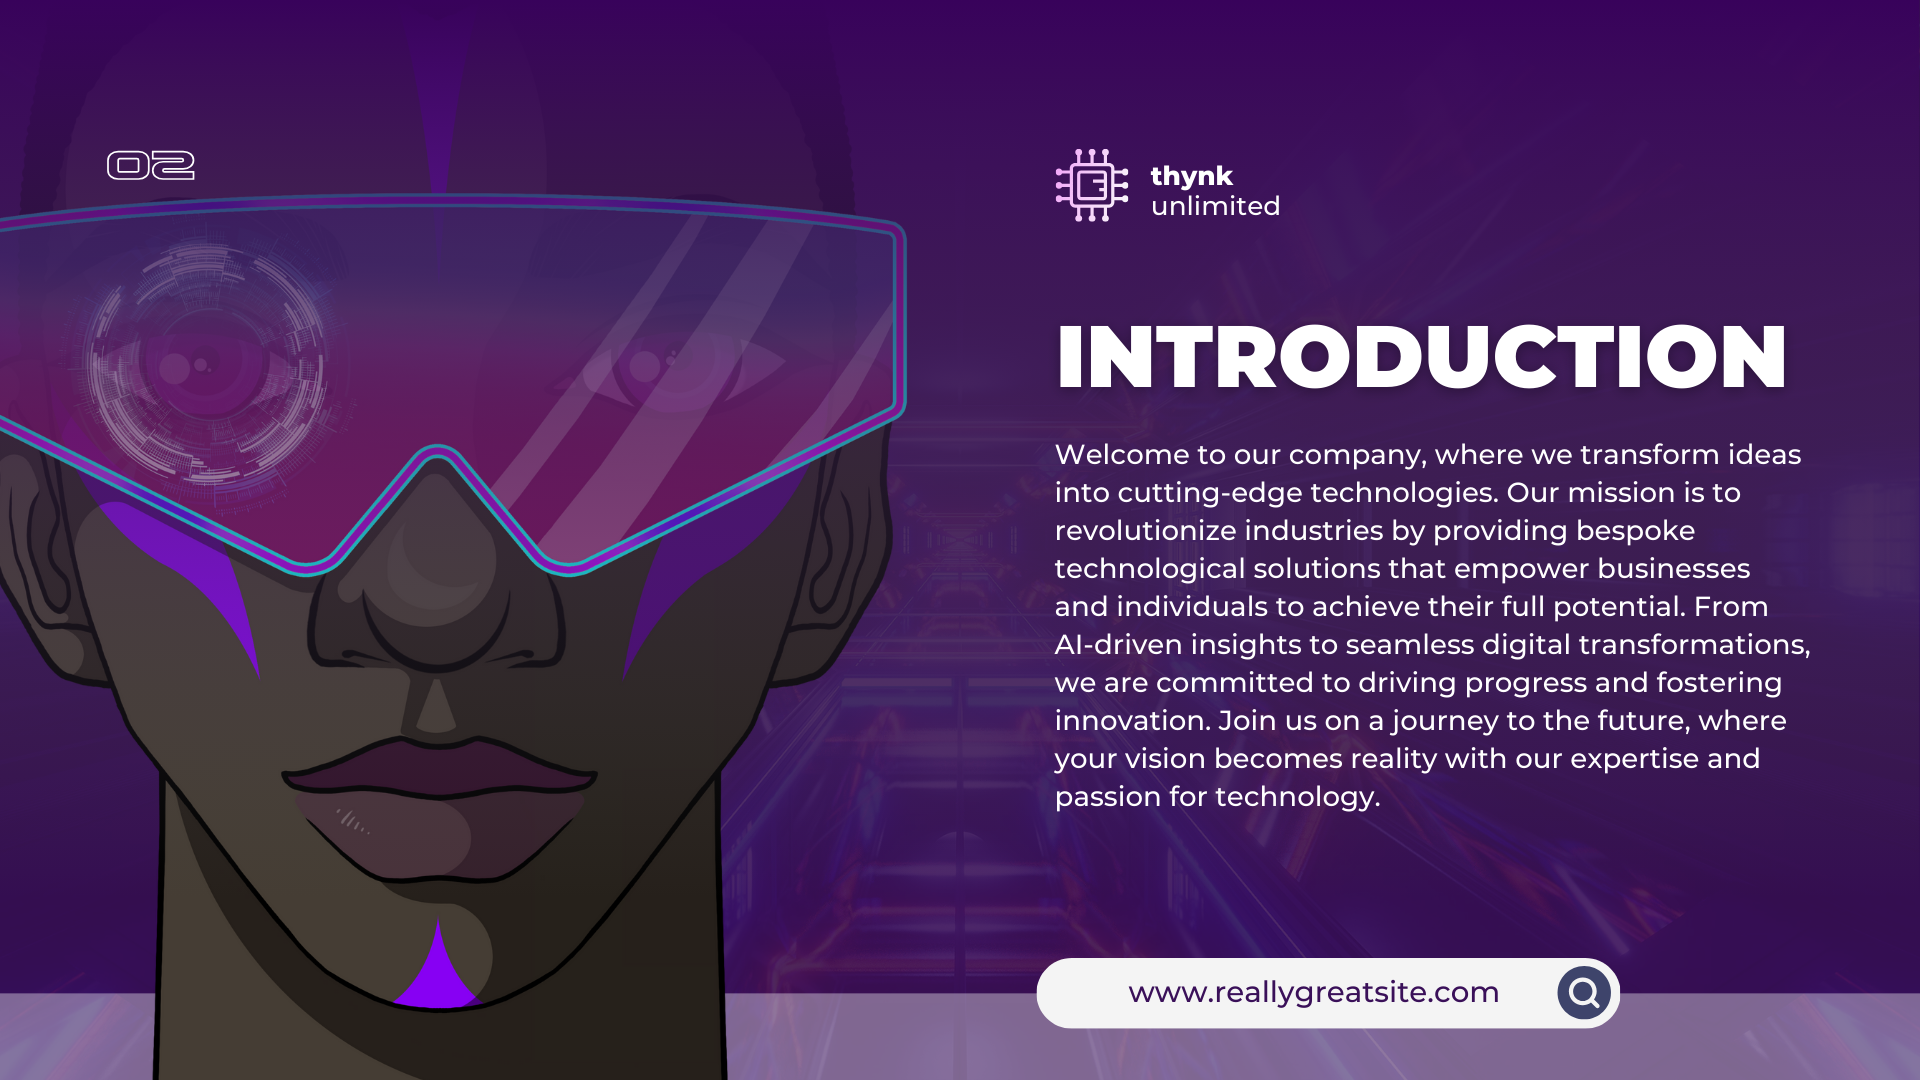 02
thynk
unlimited
INTRODUCTION
Welcome to our company, where we transform ideas
into cutting-edge technologies. Our mission is to
revolutionize industries by providing bespoke
technological solutions that empower businesses
and individuals to achieve their full potential. From
AI-driven insights to seamless digital transformations,
we are committed to driving progress and fostering
innovation. Join us on a journey to the future, where
your vision becomes reality with our expertise and
passion for technology.
www.reallygreatsite.com